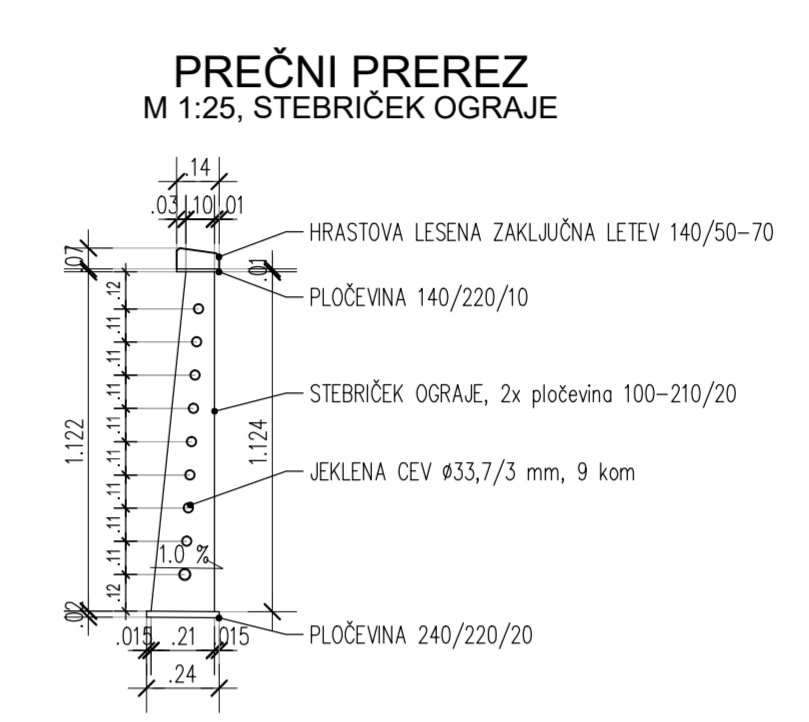 PREČNI PREREZ
M 1:25, STEBRIČEK OGRAJE
.14
.03 .10 .01
HRASTOVA LESENA ZAKLJUČNA LETEV 140/50-70
.07
.01
PLOČEVINA 140/220/10
.12
.11
.11
.11
.11
.11
.11
.11
.11
.12
1.122
1.124
STEBRIČEK OGRAJE, 2x pločevina 100-210/20
JEKLENA CEV ø33,7/3 mm, 9 kom
1.0 %
.02
.015 .21 .015
PLOČEVINA 240/220/20
.24